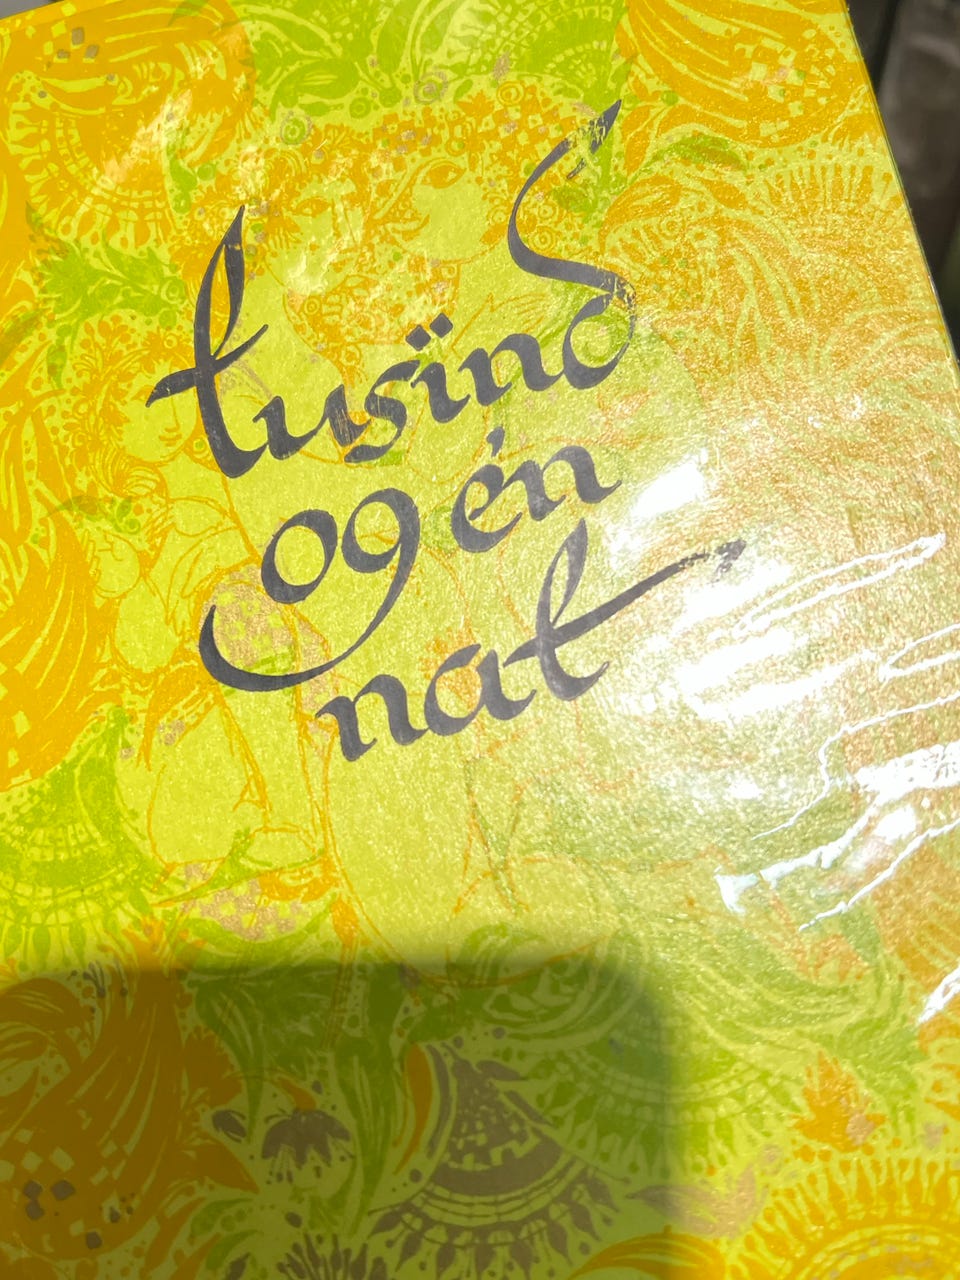 tusind
og én
nat